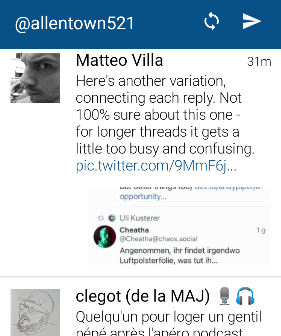 @allentown521
Matteo Villa 31m
Here's another variation,
connecting each reply. Not
100% sure about this one -
for longer threads it gets a
little too busy and confusing.
pic.twitter.com/9MmF6j...
opportunity...
Uli Kusterer
Cheatha 1 g
@Cheatha@chaos.social
Angenommen, ihr findet irgendwo
Luftpolsterfolie, was tut ih...
clegot (de la MAJ) 🎙️🎧
Quelqu'un pour loger un gentil
pépé après l'apéro podcast